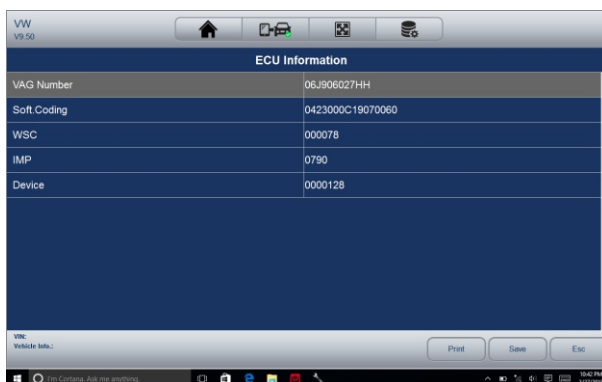 VW
V9.50
ECU Information
VAG Number 06J906027HH
Soft.Coding 0423000C19070060
WSC 000078
IMP 0790
Device 0000128
VIN:
Vehicle Info.:
Print Save Esc
I'm Cortana. Ask me anything.
10:42 PM